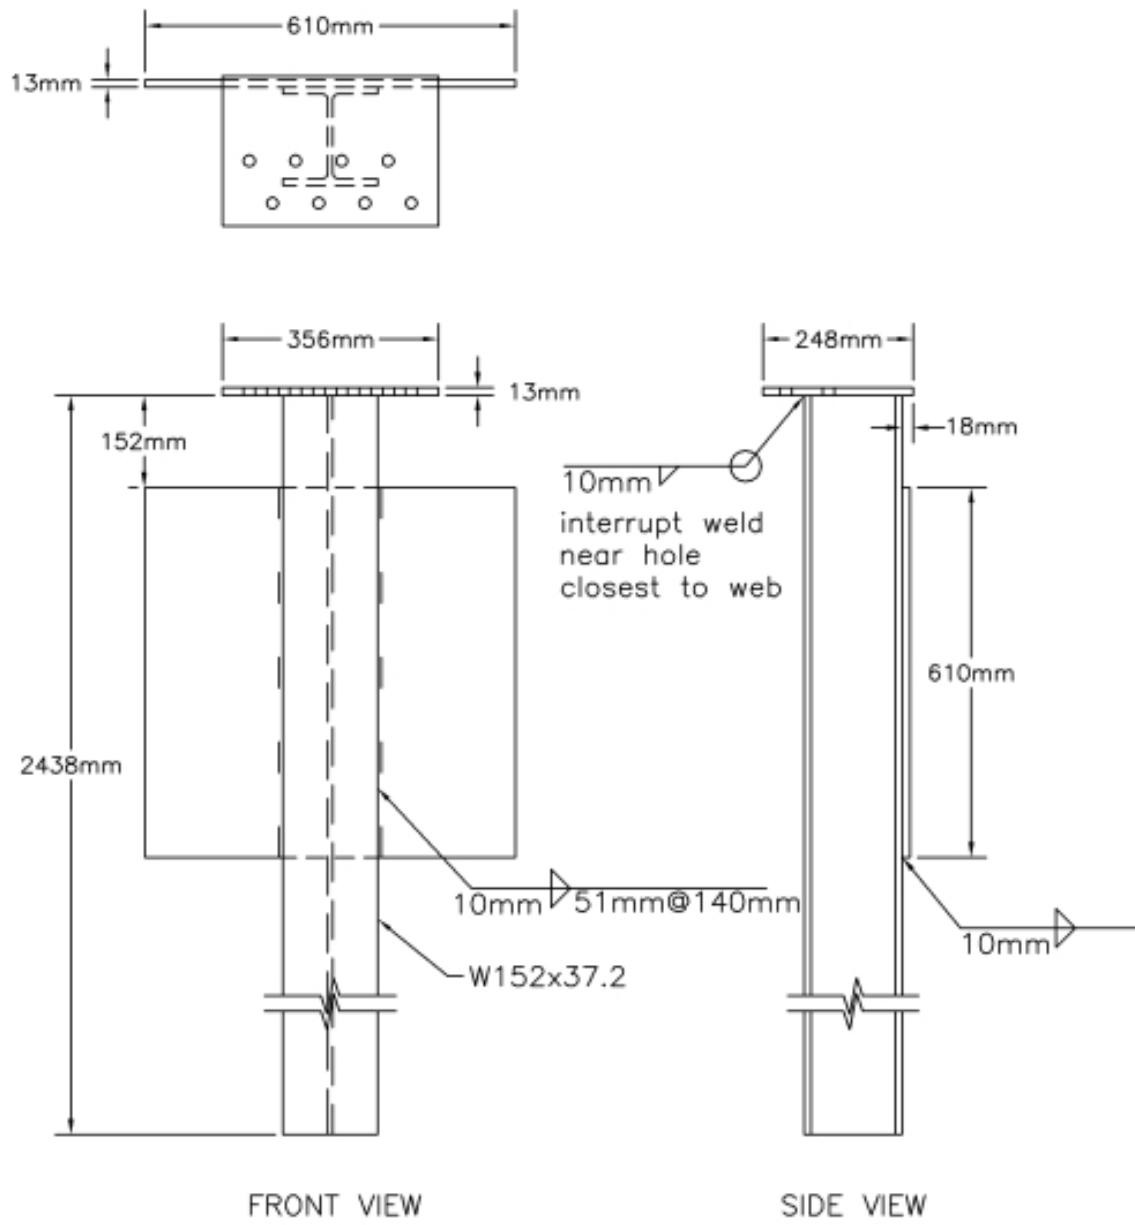 610mm
13mm
356mm
248mm
13mm
18mm
152mm
10mm
interrupt weld
near hole
closest to web
610mm
2438mm
10mm
51mm@140mm
10mm
W152x37.2
FRONT VIEW
SIDE VIEW